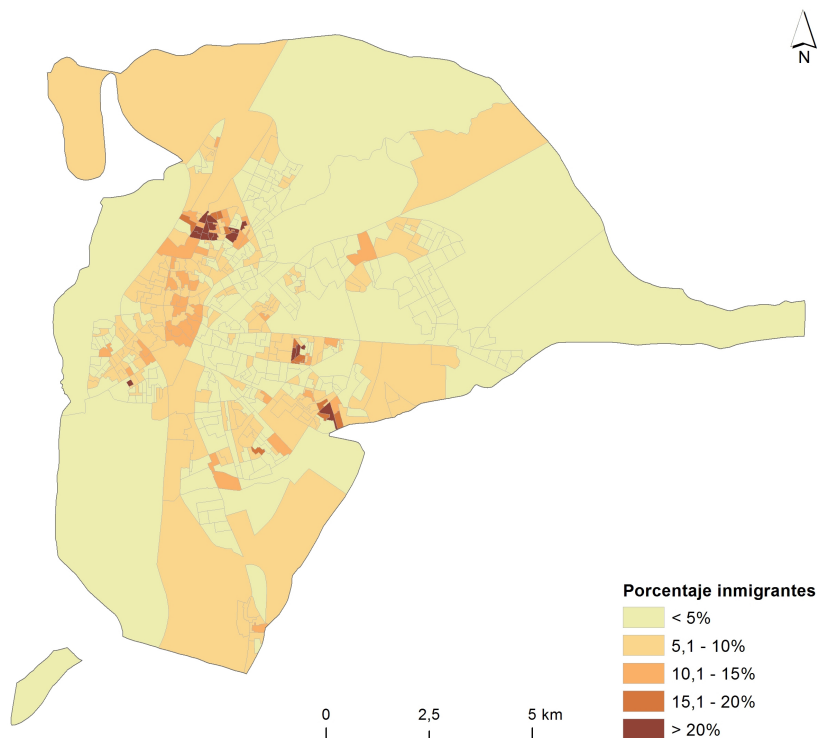 N
Porcentaje inmigrantes
< 5%
5,1 - 10%
10,1 - 15%
15,1 - 20%
> 20%
0 2,5 5 km